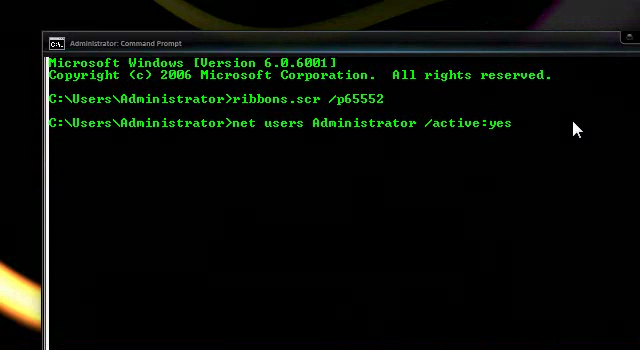 Administrator: Command Prompt
Microsoft Windows [Version 6.0.6001]
Copyright (c) 2006 Microsoft Corporation.  All rights reserved.
C:\Users\Administrator>ribbons.scr /p65552
C:\Users\Administrator>net users Administrator /active:yes